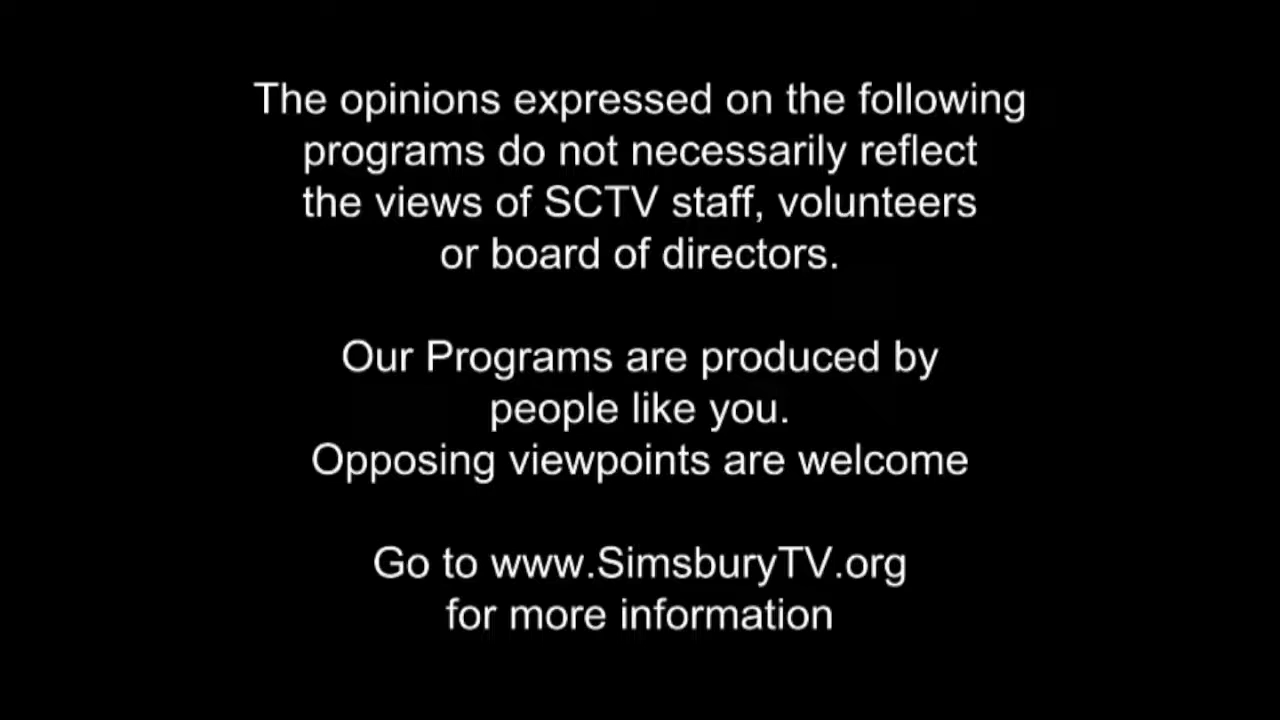 The opinions expressed on the following
programs do not necessarily reflect
the views of SCTV staff, volunteers
or board of directors.
Our Programs are produced by
people like you.
Opposing viewpoints are welcome
Go to www.SimsburyTV.org
for more information